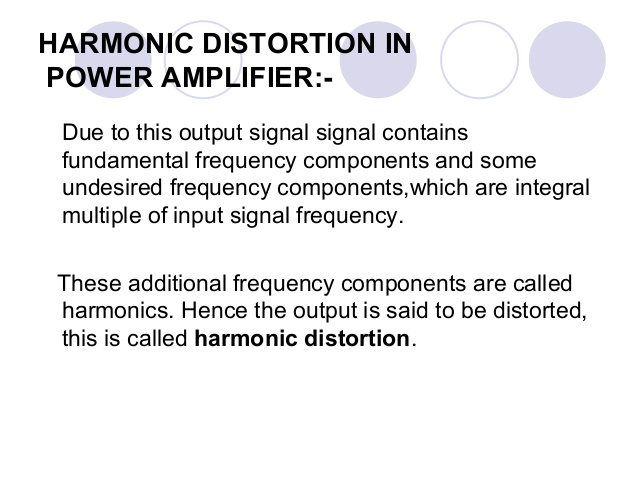 HARMONIC DISTORTION IN
POWER AMPLIFIER:-
Due to this output signal signal contains
fundamental frequency components and some
undesired frequency components,which are integral
multiple of input signal frequency.
These additional frequency components are called
harmonics. Hence the output is said to be distorted,
this is called harmonic distortion.